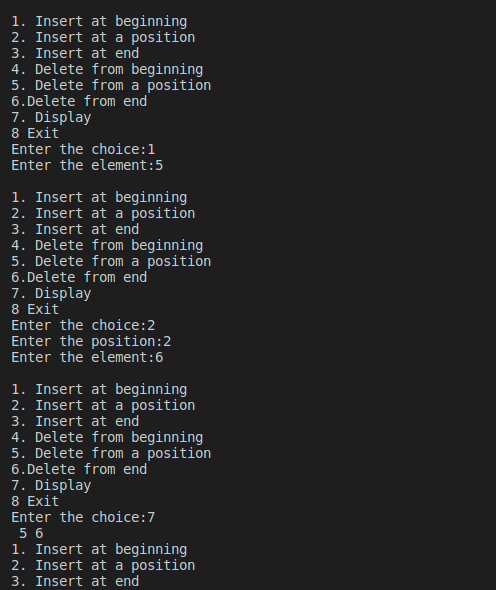 1. Insert at beginning
2. Insert at a position
3. Insert at end
4. Delete from beginning
5. Delete from a position
6.Delete from end
7. Display
8 Exit
Enter the choice:1
Enter the element:5
1. Insert at beginning
2. Insert at a position
3. Insert at end
4. Delete from beginning
5. Delete from a position
6.Delete from end
7. Display
8 Exit
Enter the choice:2
Enter the position:2
Enter the element:6
1. Insert at beginning
2. Insert at a position
3. Insert at end
4. Delete from beginning
5. Delete from a position
6.Delete from end
7. Display
8 Exit
Enter the choice:7
5 6
1. Insert at beginning
2. Insert at a position
3. Insert at end